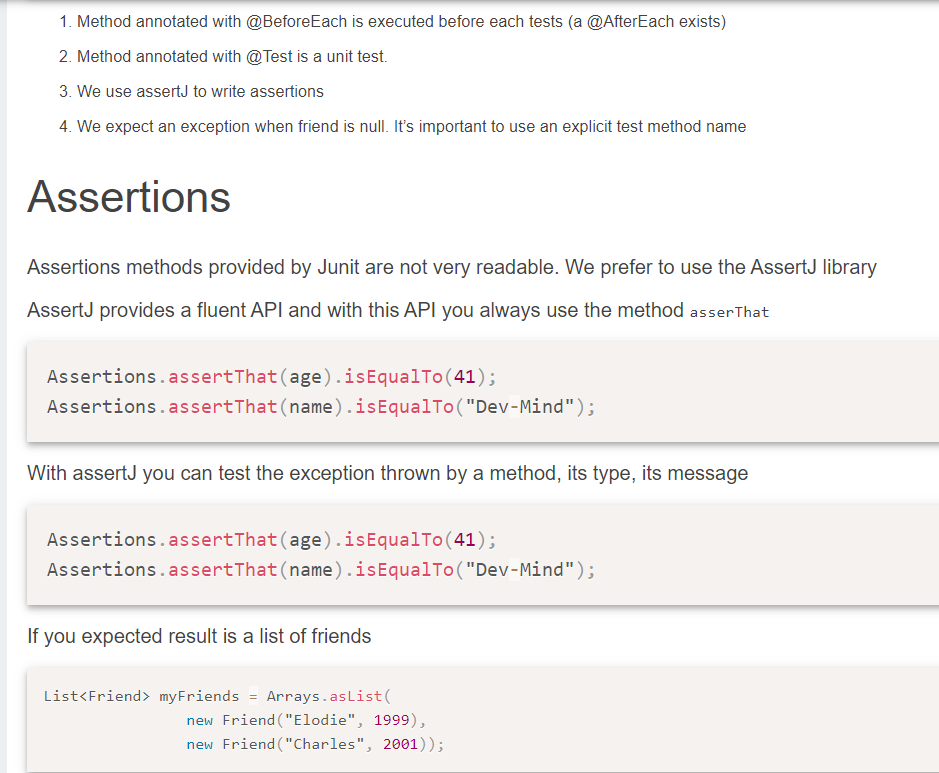 1. Method annotated with @BeforeEach is executed before each tests (a @AfterEach exists)
2. Method annotated with @Test is a unit test.
3. We use assertJ to write assertions
4. We expect an exception when friend is null. It’s important to use an explicit test method name
Assertions
Assertions methods provided by Junit are not very readable. We prefer to use the AssertJ library
AssertJ provides a fluent API and with this API you always use the method asserThat
Assertions.assertThat(age).isEqualTo(41);
Assertions.assertThat(name).isEqualTo("Dev-Mind");
With assertJ you can test the exception thrown by a method, its type, its message
Assertions.assertThat(age).isEqualTo(41);
Assertions.assertThat(name).isEqualTo("Dev-Mind");
If you expected result is a list of friends
List<Friend> myFriends = Arrays.asList(
new Friend("Elodie", 1999),
new Friend("Charles", 2001));